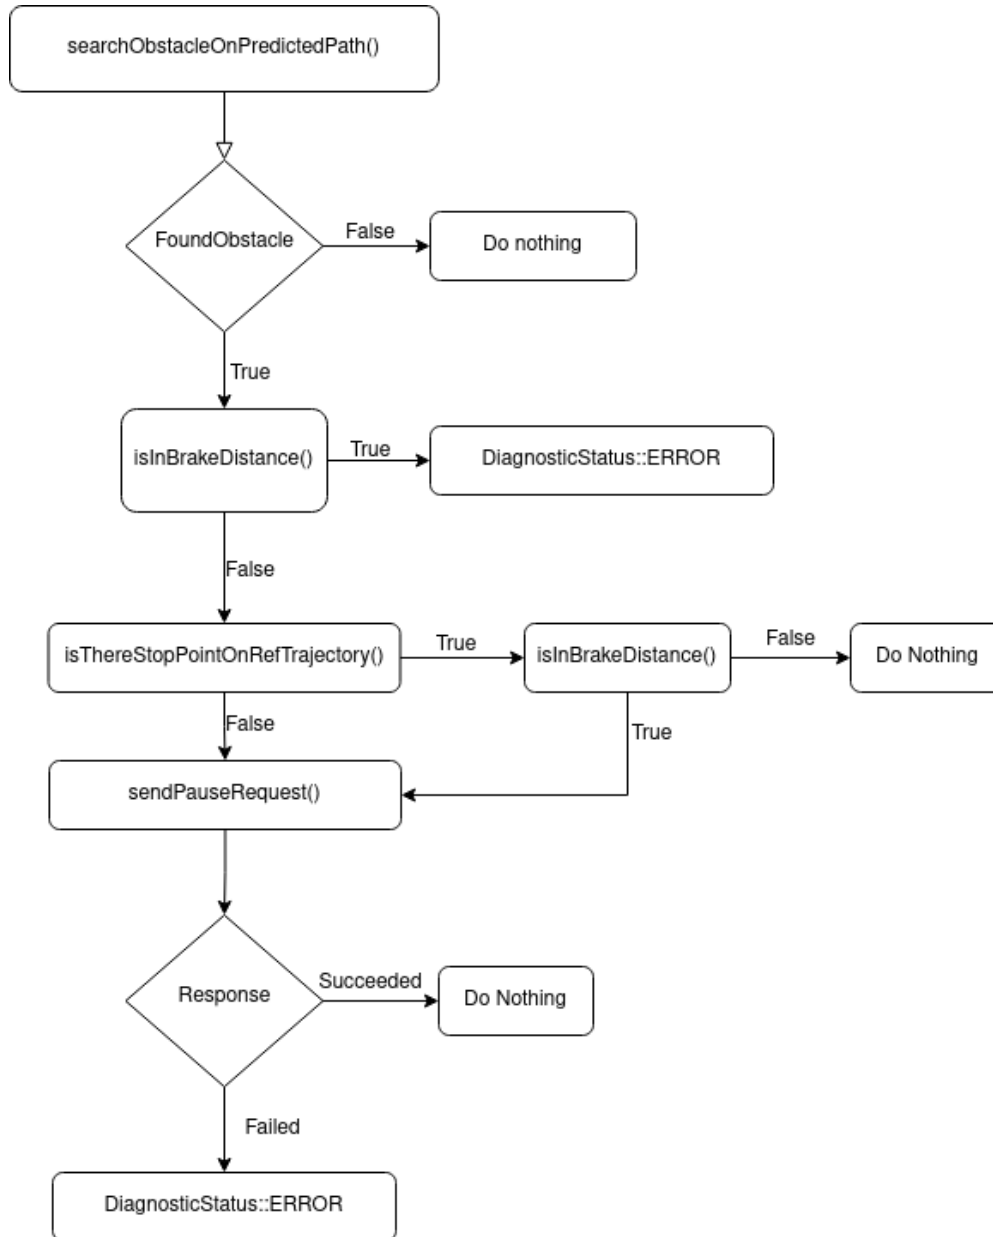 searchObstacleOnPredictedPath()
FoundObstacle
False
Do nothing
True
isInBrakeDistance()
True
DiagnosticStatus::ERROR
False
isThereStopPointOnRefTrajectory()
True
isInBrakeDistance()
False
Do Nothing
False
True
sendPauseRequest()
Response
Succeeded
Do Nothing
Failed
DiagnosticStatus::ERROR